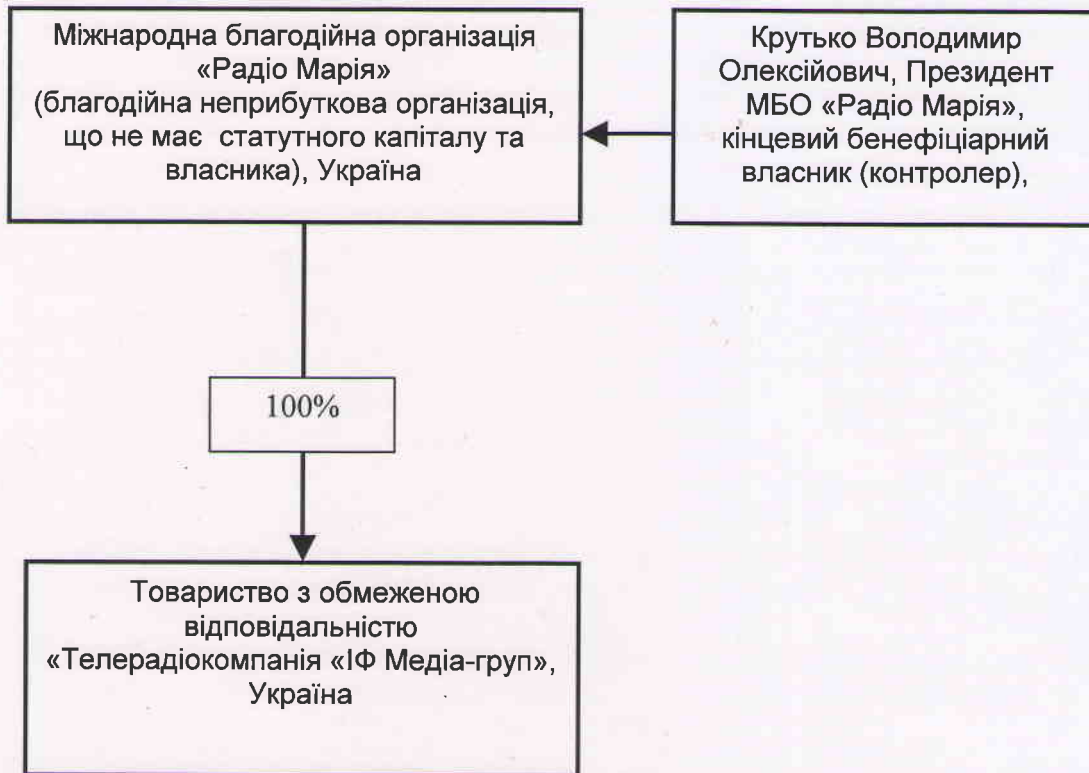 Міжнародна благодійна організація
«Радіо Марія»
(благодійна неприбуткова організація,
що не має статутного капіталу та
власника), Україна
Крутько Володимир
Олексійович, Президент
МБО «Радіо Марія»,
кінцевий бенефіціарний
власник (контролер),
100%
Товариство з обмеженою
відповідальністю
«Телерадіокомпанія «ІФ Медіа-груп»,
Україна